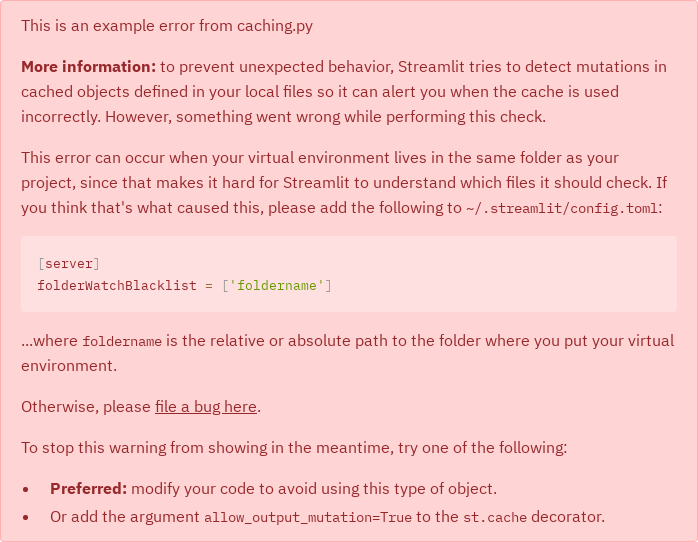 This is an example error from caching.py
More information: to prevent unexpected behavior, Streamlit tries to detect mutations in
cached objects defined in your local files so it can alert you when the cache is used
incorrectly. However, something went wrong while performing this check.
This error can occur when your virtual environment lives in the same folder as your
project, since that makes it hard for Streamlit to understand which files it should check. If
you think that's what caused this, please add the following to ~/.streamlit/config.toml:
[server]
folderWatchBlacklist = ['foldername']
...where foldername is the relative or absolute path to the folder where you put your virtual
environment.
Otherwise, please file a bug here.
To stop this warning from showing in the meantime, try one of the following:
• Preferred: modify your code to avoid using this type of object.
• Or add the argument allow_output_mutation=True to the st.cache decorator.